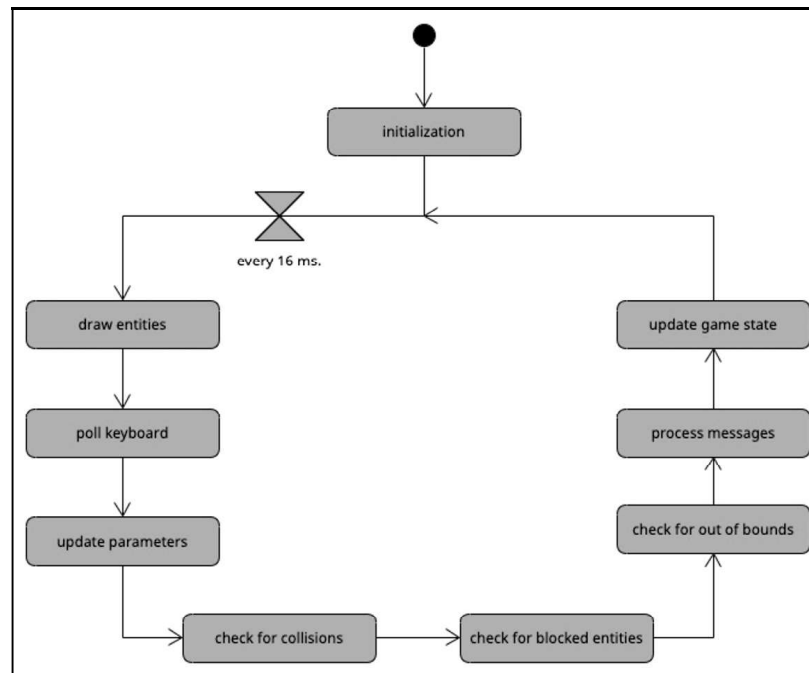 initialization
every 16 ms.
draw entities
poll keyboard
update parameters
check for collisions
check for blocked entities
check for out of bounds
process messages
update game state